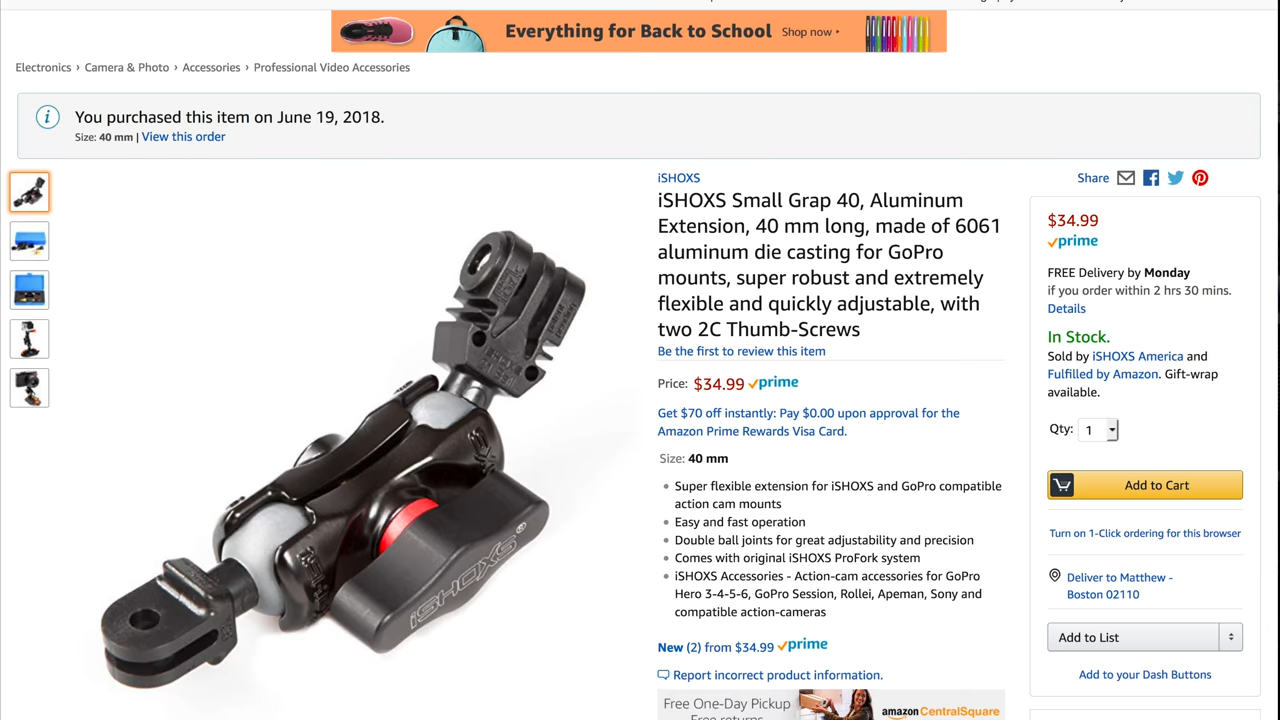 Everything for Back to School Shop now ▸
Electronics › Camera & Photo › Accessories › Professional Video Accessories
i
You purchased this item on June 19, 2018.
Size: 40 mm | View this order
iSHOXS
iSHOXS®
iSHOXS
iSHOXS Small Grap 40, Aluminum
Extension, 40 mm long, made of 6061
aluminum die casting for GoPro
mounts, super robust and extremely
flexible and quickly adjustable, with
two 2C Thumb-Screws
Be the first to review this item
Price: $34.99 prime
Get $70 off instantly: Pay $0.00 upon approval for the
Amazon Prime Rewards Visa Card.
Size: 40 mm
• Super flexible extension for iSHOXS and GoPro compatible
action cam mounts
• Easy and fast operation
• Double ball joints for great adjustability and precision
• Comes with original iSHOXS ProFork system
• iSHOXS Accessories - Action-cam accessories for GoPro
Hero 3-4-5-6, GoPro Session, Rollei, Apeman, Sony and
compatible action-cameras
New (2) from $34.99 prime
Report incorrect product information.
Free One-Day Pickup
Free returns
amazon CentralSquare
Share
$34.99
prime
FREE Delivery by Monday
if you order within 2 hrs 30 mins.
Details
In Stock.
Sold by iSHOXS America and
Fulfilled by Amazon. Gift-wrap
available.
Qty: 1
Add to Cart
Turn on 1-Click ordering for this browser
Deliver to Matthew -
Boston 02110
Add to List
Add to your Dash Buttons